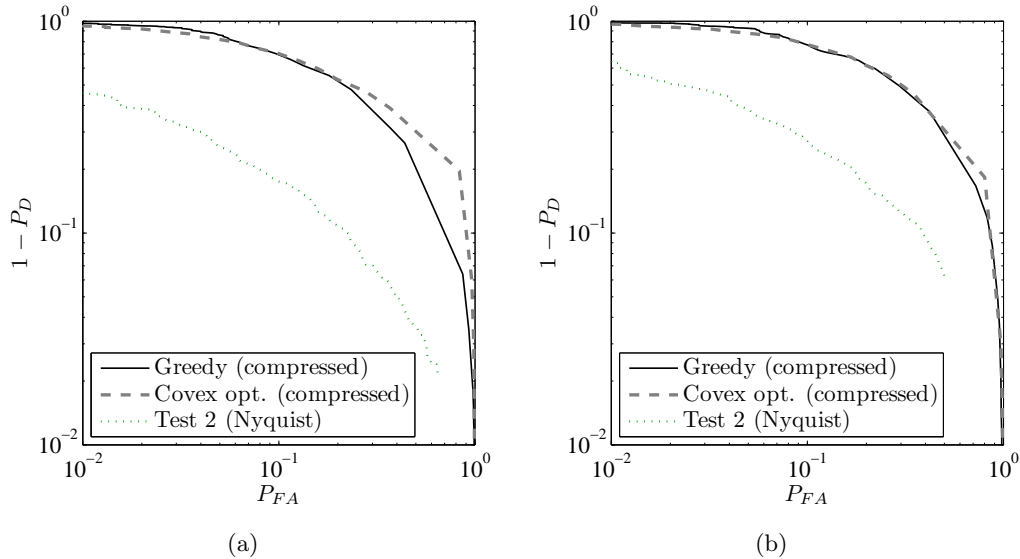 10^0
10^-1
10^-2
1 − P_D
10^-2
10^-1
10^0
P_FA
Greedy (compressed)
Covex opt. (compressed)
Test 2 (Nyquist)
(a)
10^0
10^-1
10^-2
1 − P_D
10^-2
10^-1
10^0
P_FA
Greedy (compressed)
Covex opt. (compressed)
Test 2 (Nyquist)
(b)